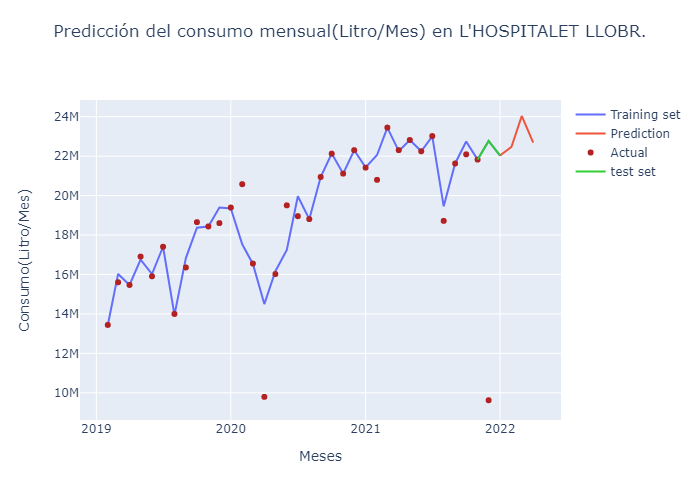 Predicción del consumo mensual(Litro/Mes) en L'HOSPITALET LLOBR.
Training set
Prediction
Actual
test set
24M
22M
20M
18M
16M
14M
12M
10M
Consumo(Litro/Mes)
2019
2020
2021
2022
Meses